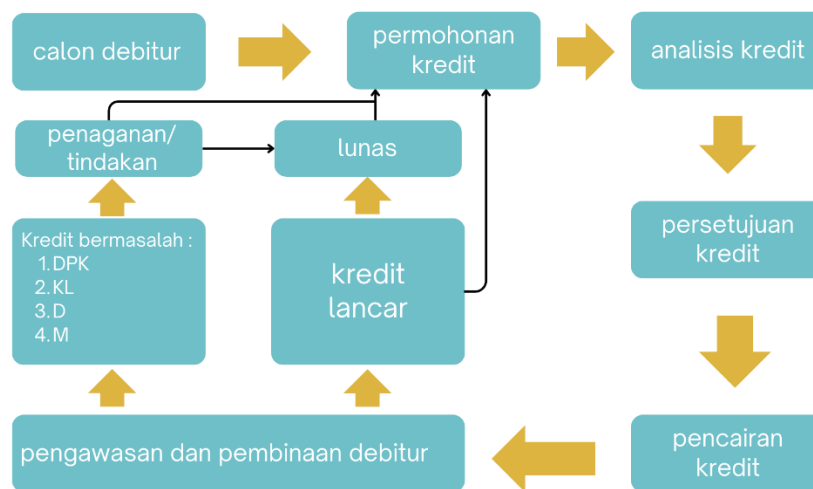 calon debitur
permohonan
kredit
analisis kredit
penaganan/
tindakan
lunas
Kredit bermasalah :
1.DPK
2.KL
3.D
4.M
kredit
lancar
persetujuan
kredit
pengawasan dan pembinaan debitur
pencairan
kredit